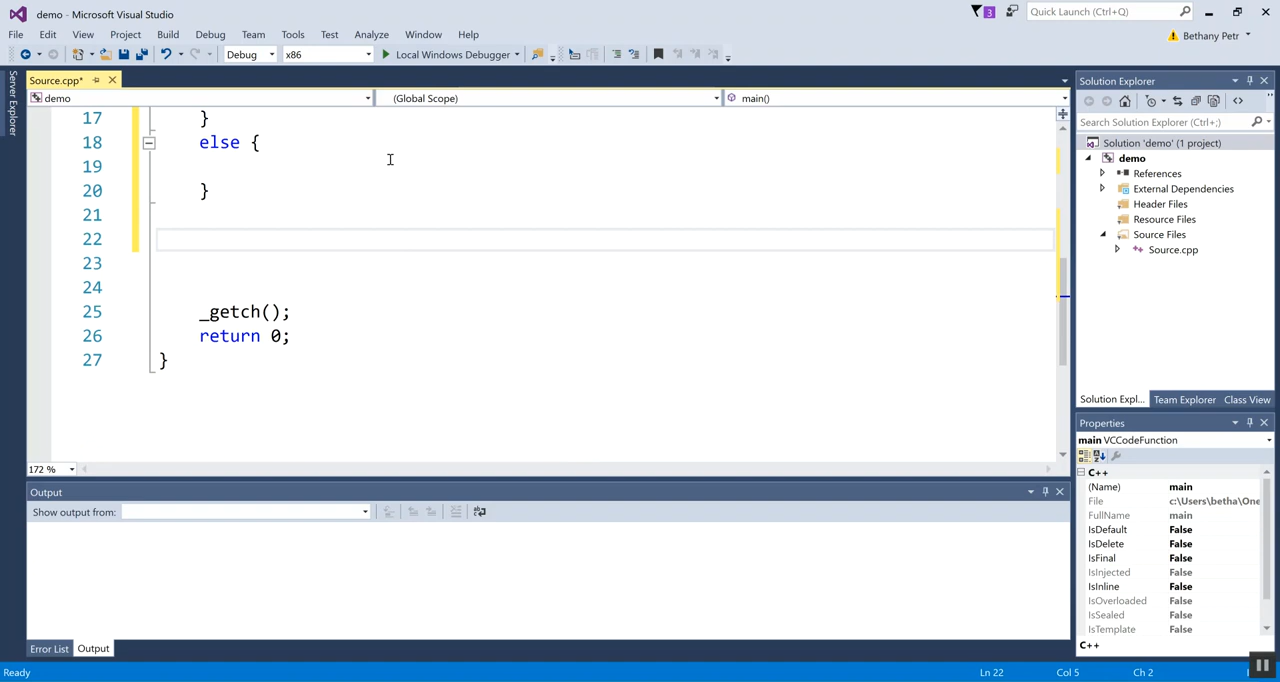 demo - Microsoft Visual Studio
3
Quick Launch (Ctrl+Q)
File Edit View Project Build Debug Team Tools Test Analyze Window Help
Bethany Petr
Debug x86 Local Windows Debugger
Server Explorer
Source.cpp*
demo (Global Scope) main()
17 }
18 else {
19
20 }
21
22
23
24
25 _getch();
26 return 0;
27 }
172 %
Solution Explorer
Search Solution Explorer (Ctrl+;)
Solution 'demo' (1 project)
demo
References
External Dependencies
Header Files
Resource Files
Source Files
Source.cpp
Solution Expl... Team Explorer Class View
Properties
main VCCodeFunction
C++
(Name) main
File c:\Users\betha\One
FullName main
IsDefault False
IsDelete False
IsFinal False
IsInjected False
IsInline False
IsOverloaded False
IsSealed False
IsTemplate False
C++
Output
Show output from:
Error List Output
Ready Ln 22 Col 5 Ch 2